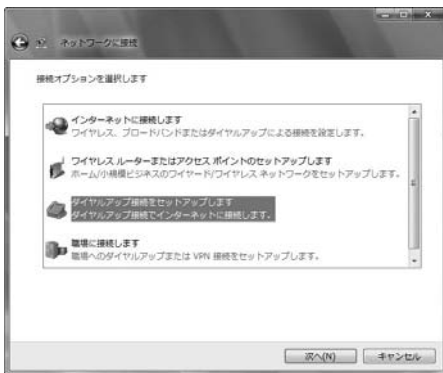 ネットワークに接続
接続オプションを選択します
インターネットに接続します
ワイヤレス、ブロードバンドまたはダイヤルアップによる接続を設定します。
ワイヤレス ルーターまたはアクセス ポイントのセットアップします
ホーム/小規模ビジネスのワイヤード/ワイヤレス ネットワークをセットアップします。
ダイヤルアップ接続をセットアップします
ダイヤルアップ接続でインターネットに接続します。
職場に接続します
職場へのダイヤルアップまたは VPN 接続をセットアップします。
次へ(N)
キャンセル